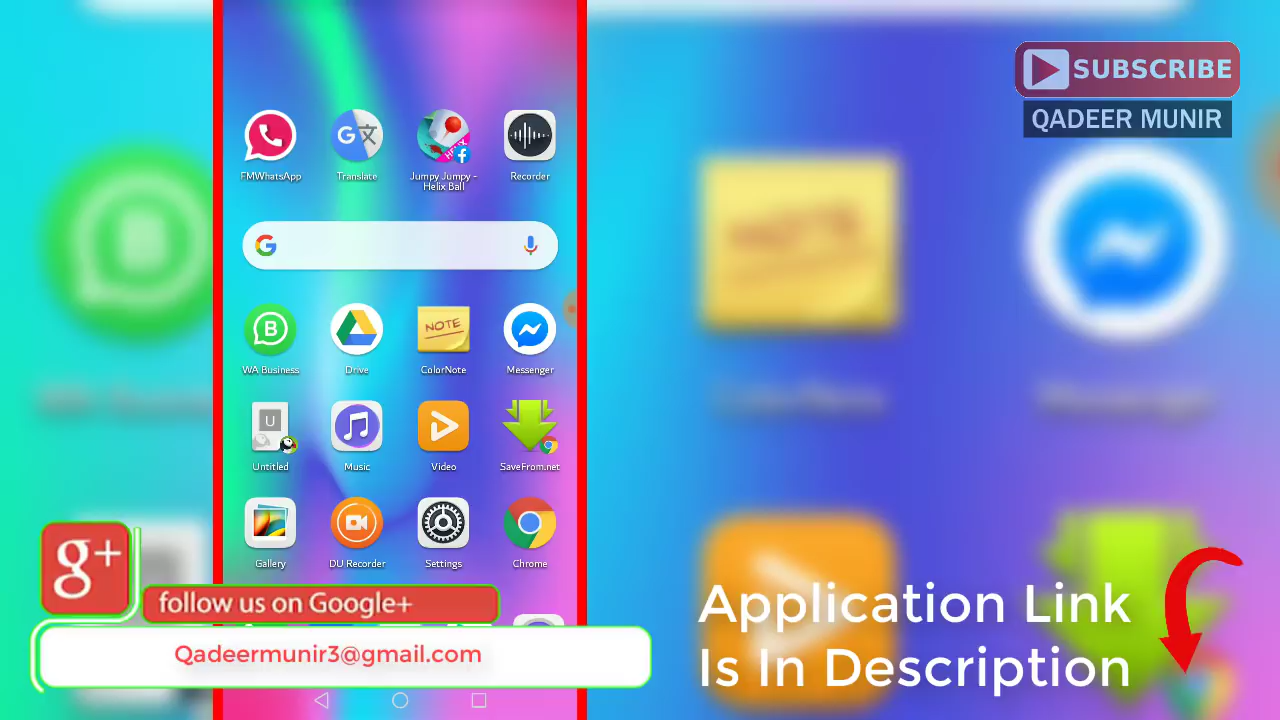 SUBSCRIBE
QADEER MUNIR
FMWhatsApp
Translate
Jumpy Jumpy -
Helix Ball
Recorder
HELIX
G
B
NOTE
WA Business
Drive
ColorNote
Messenger
U
Untitled
Music
Video
SaveFrom.net
Gallery
DU Recorder
Settings
Chrome
NOTE
g+
follow us on Google+
Qadeermunir3@gmail.com
Application Link
Is In Description